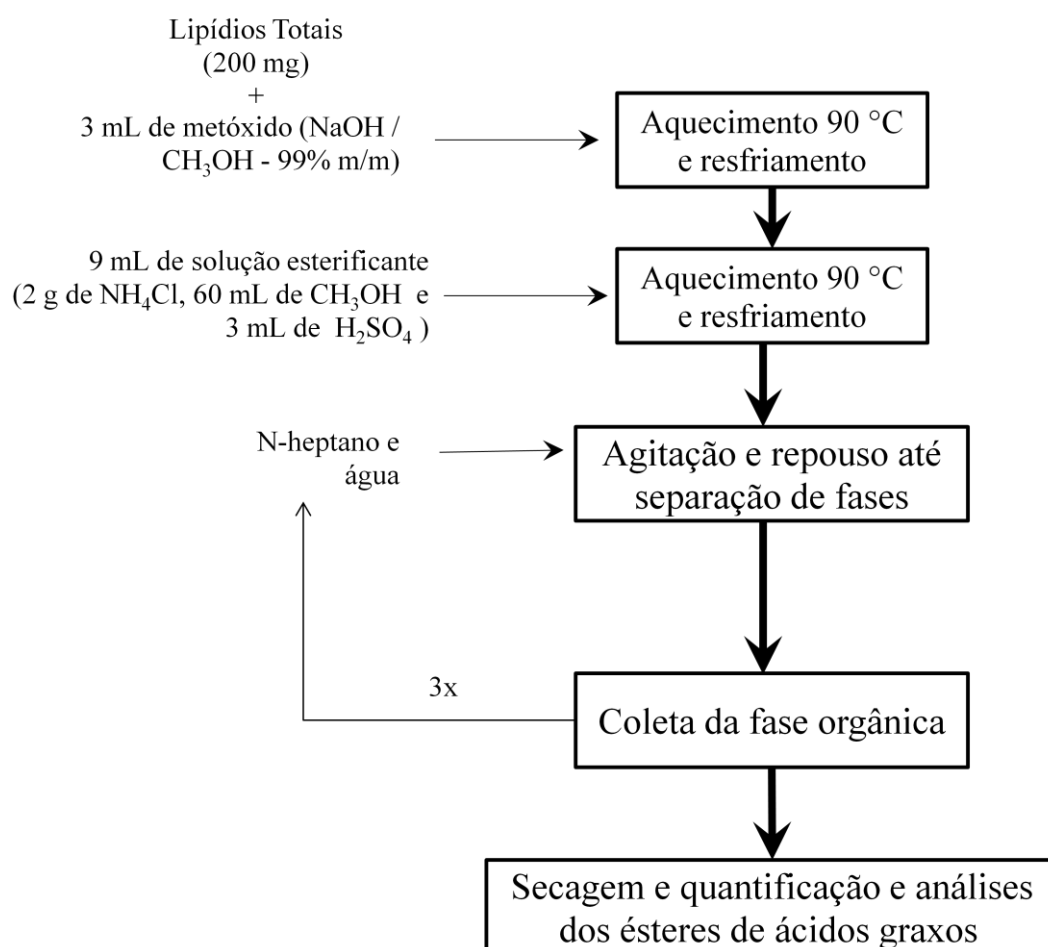 Lipídios Totais
(200 mg)
+
3 mL de metóxido (NaOH /
CH₃OH - 99% m/m)
Aquecimento 90 °C
e resfriamento
9 mL de solução esterificante
(2 g de NH₄Cl, 60 mL de CH₃OH e
3 mL de H₂SO₄ )
Aquecimento 90 °C
e resfriamento
N-heptano e
água
Agitação e repouso até
separação de fases
3x
Coleta da fase orgânica
Secagem e quantificação e análises
dos ésteres de ácidos graxos